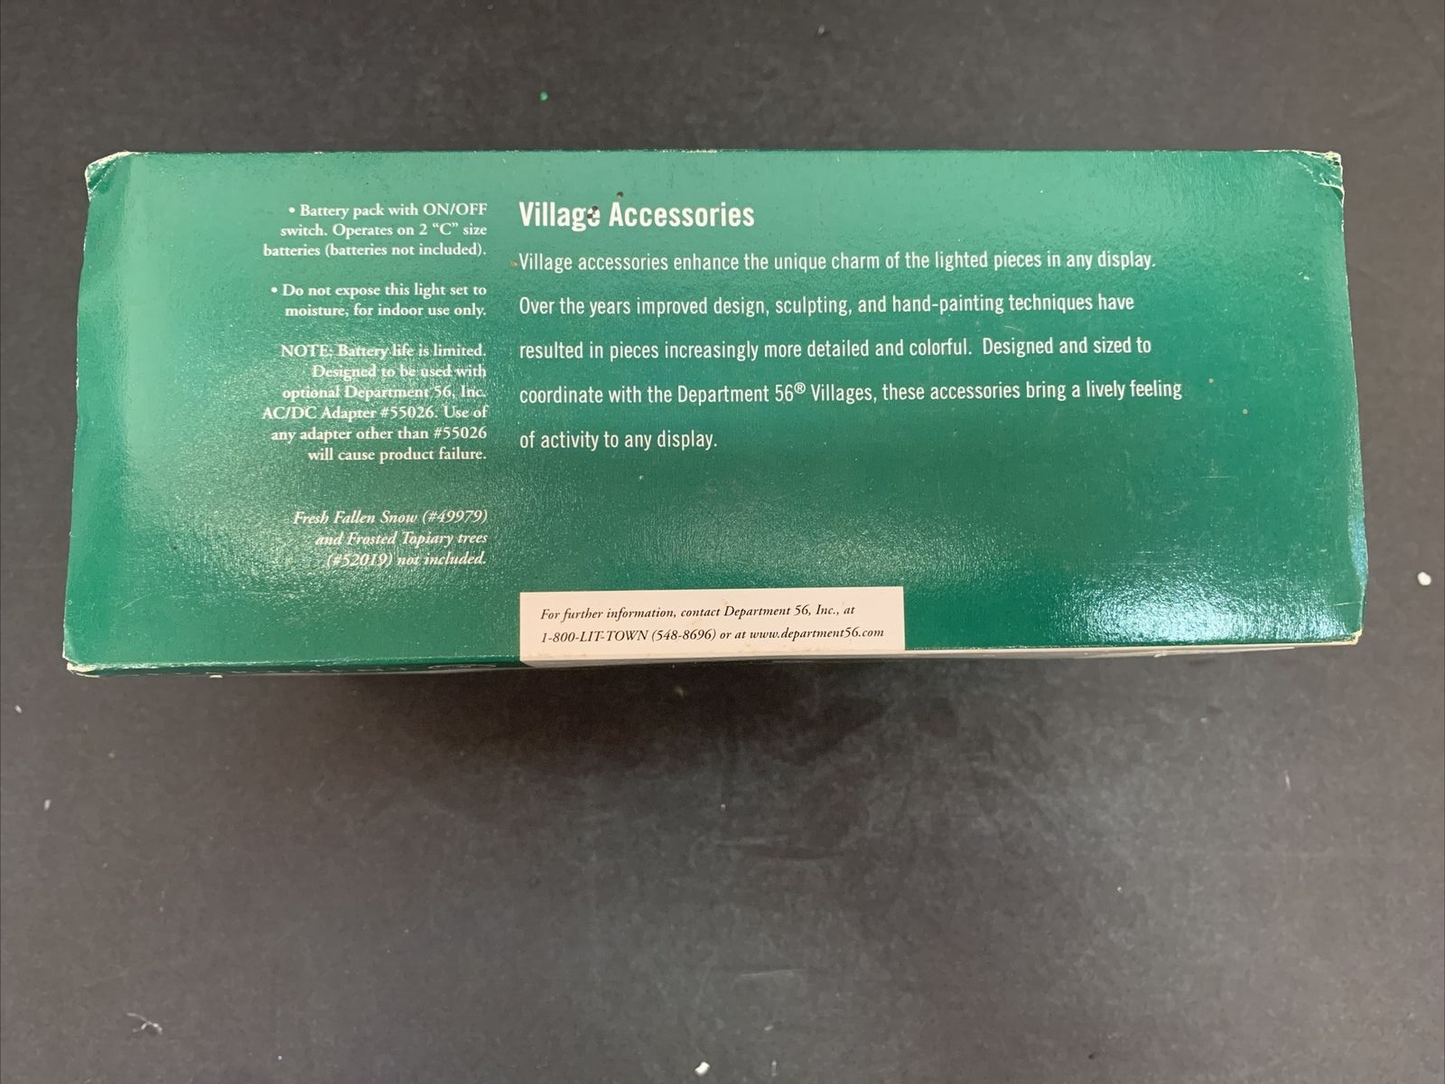 • Battery pack with ON/OFF
switch. Operates on 2 “C” size
batteries (batteries not included).
• Do not expose this light set to
moisture, for indoor use only.
NOTE: Battery life is limited.
Designed to be used with
optional Department 56, Inc.
AC/DC Adapter #55026. Use of
any adapter other than #55026
will cause product failure.
Fresh Fallen Snow (#49979)
and Frosted Topiary trees
(#52019) not included.
Village Accessories
Village accessories enhance the unique charm of the lighted pieces in any display.
Over the years improved design, sculpting, and hand-painting techniques have
resulted in pieces increasingly more detailed and colorful. Designed and sized to
coordinate with the Department 56® Villages, these accessories bring a lively feeling
of activity to any display.
For further information, contact Department 56, Inc., at
1-800-LIT-TOWN (548-8696) or at www.department56.com